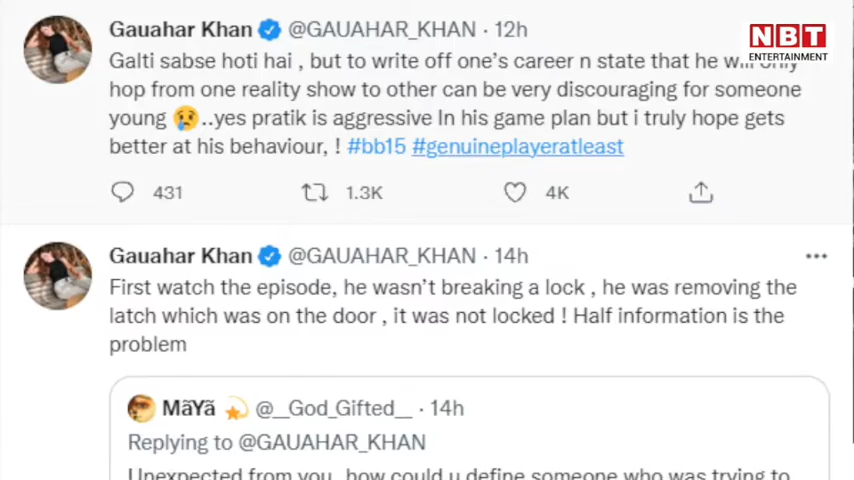 Gauahar Khan @GAUAHAR_KHAN · 12h
NBT
ENTERTAINMENT
Galti sabse hoti hai , but to write off one's career n state that he will only
hop from one reality show to other can be very discouraging for someone
young 😢..yes pratik is aggressive In his game plan but i truly hope gets
better at his behaviour, ! #bb15 #genuineplayeratleast
431 1.3K 4K
Gauahar Khan @GAUAHAR_KHAN · 14h
First watch the episode, he wasn't breaking a lock , he was removing the
latch which was on the door , it was not locked ! Half information is the
problem
MãYã 💫 @__God_Gifted__ · 14h
Replying to @GAUAHAR_KHAN
Unexpected from you, how could u define someone who was trying to